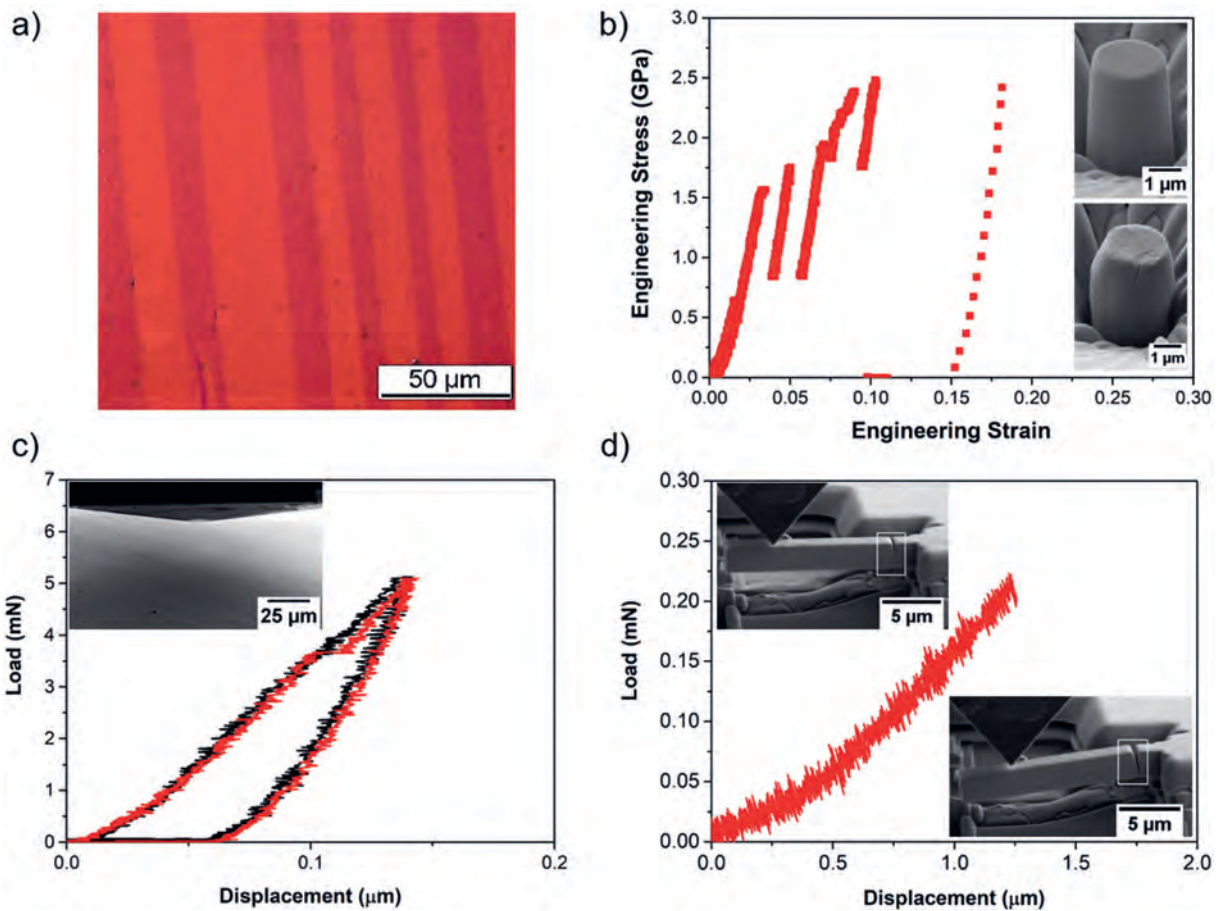 a)
50 µm
b)
Engineering Stress (GPa)
2.5
2.0
1.5
1.0
0.5
0.0
0.00 0.05 0.10 0.15 0.20 0.25 0.30
Engineering Strain
1 µm
1 µm
c)
Load (mN)
7
6
5
4
3
2
1
0
0.0 0.1 0.2
Displacement (µm)
25 µm
d)
Load (mN)
0.30
0.25
0.20
0.15
0.10
0.05
0.00
0.0 0.5 1.0 1.5 2.0
Displacement (µm)
5 µm
5 µm